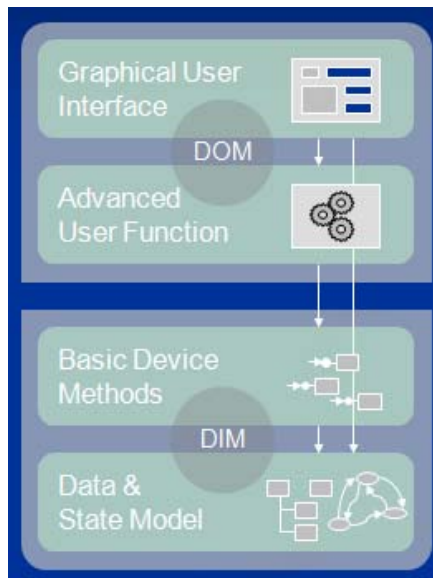 Graphical User
Interface
DOM
Advanced
User Function
Basic Device
Methods
DIM
Data &
State Model